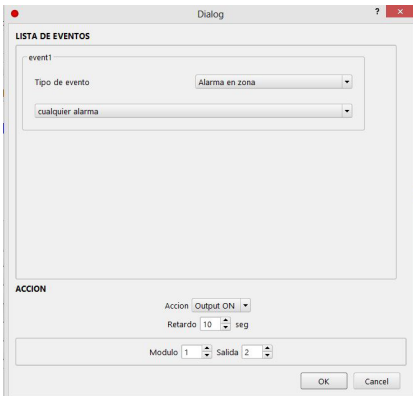 Dialog ? ×
LISTA DE EVENTOS
event1
Tipo de evento Alarma en zona
cualquier alarma
ACCION
Accion Output ON
Retardo 10 seg
Modulo 1 Salida 2
OK Cancel